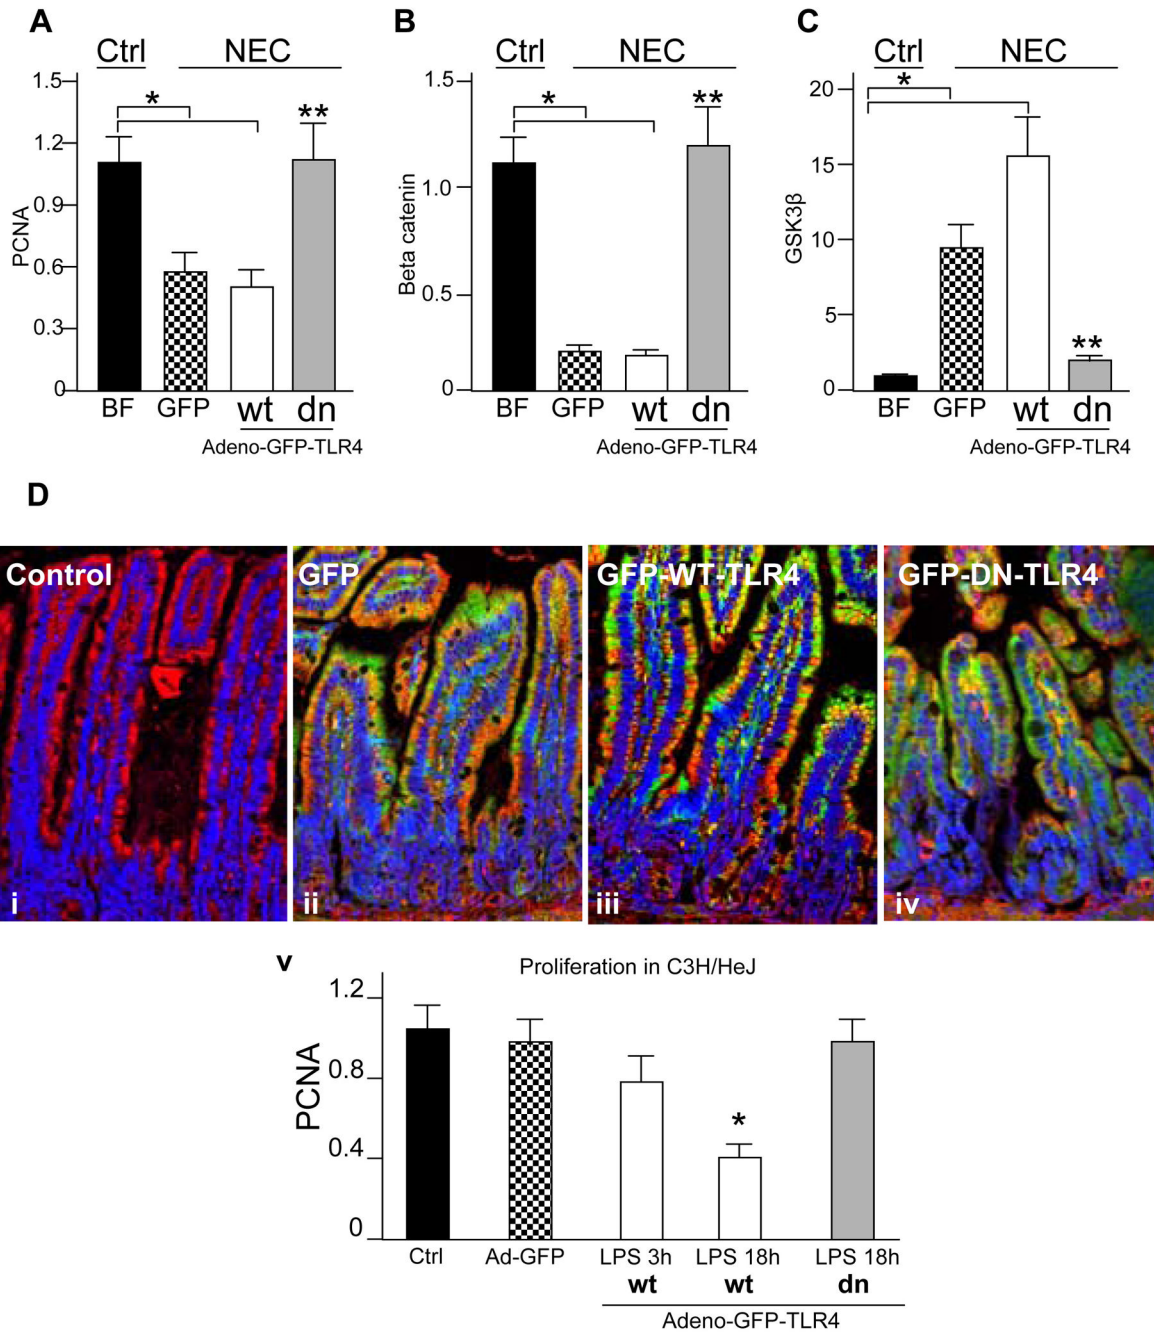 A
Ctrl NEC
1.5
1.2
0.9
0.6
0.3
0
PCNA
*
**
BF GFP wt dn
Adeno-GFP-TLR4
B
Ctrl NEC
1.5
1.0
0.5
0
Beta catenin
*
**
BF GFP wt dn
Adeno-GFP-TLR4
C
Ctrl NEC
20
15
10
5
0
GSK3β
*
**
BF GFP wt dn
Adeno-GFP-TLR4
D
Control
i
GFP
ii
GFP-WT-TLR4
iii
GFP-DN-TLR4
iv
v
Proliferation in C3H/HeJ
1.2
0.8
0.4
0
PCNA
*
Ctrl Ad-GFP LPS 3h LPS 18h LPS 18h
wt wt dn
Adeno-GFP-TLR4